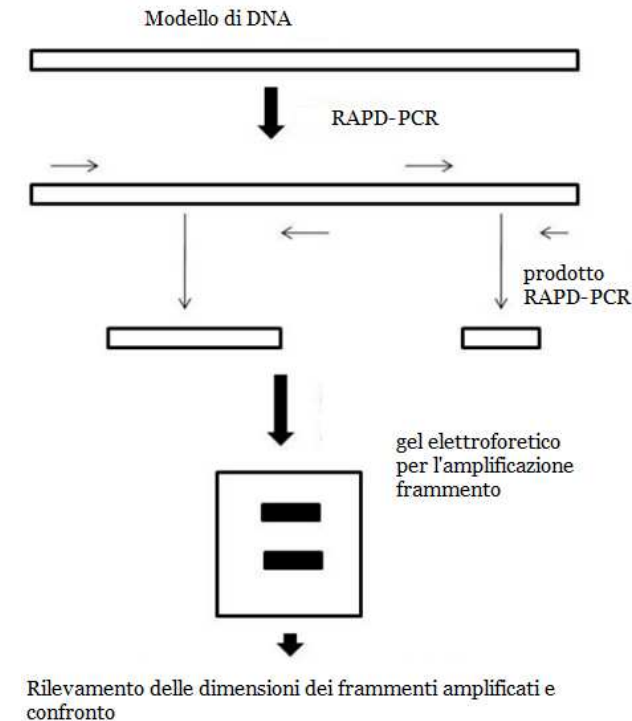 Modello di DNA
RAPD-PCR
prodotto
RAPD-PCR
gel elettroforetico
per l'amplificazione
frammento
Rilevamento delle dimensioni dei frammenti amplificati e
confronto